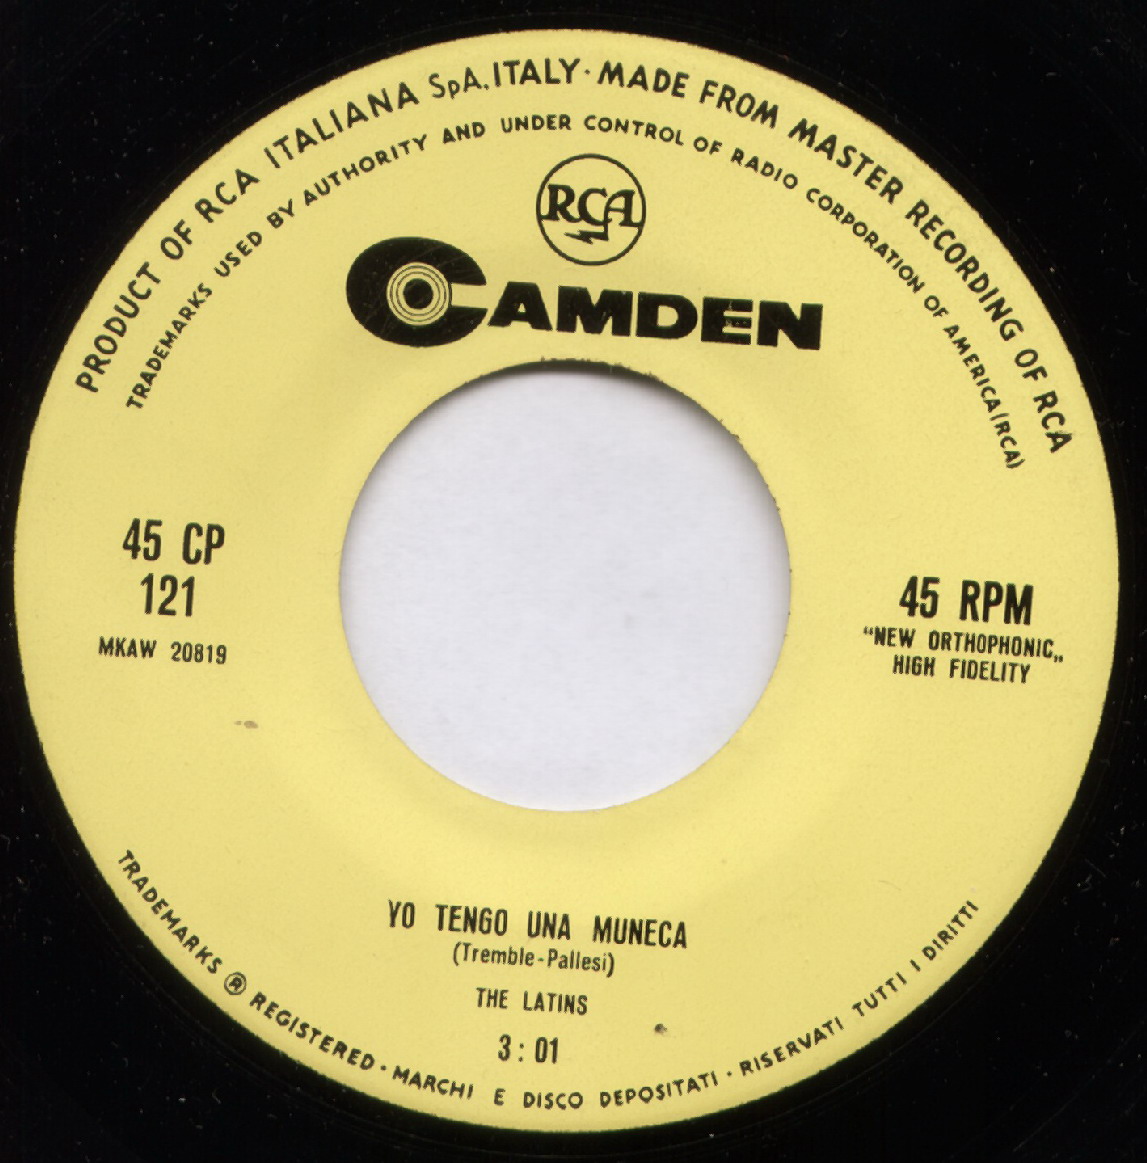 PRODUCT OF RCA ITALIANA SpA. ITALY · MADE FROM MASTER RECORDING OF RCA
TRADEMARKS USED BY AUTHORITY AND UNDER CONTROL OF RADIO CORPORATION OF AMERICA (RCA)
RCA
CAMDEN
45 CP
121
MKAW 20819
45 RPM
“NEW ORTHOPHONIC„
HIGH FIDELITY
YO TENGO UNA MUNECA
(Tremble-Pallesi)
THE LATINS
3:01
TRADEMARKS ® REGISTERED · MARCHI E DISCO DEPOSITATI · RISERVATI TUTTI I DIRITTI